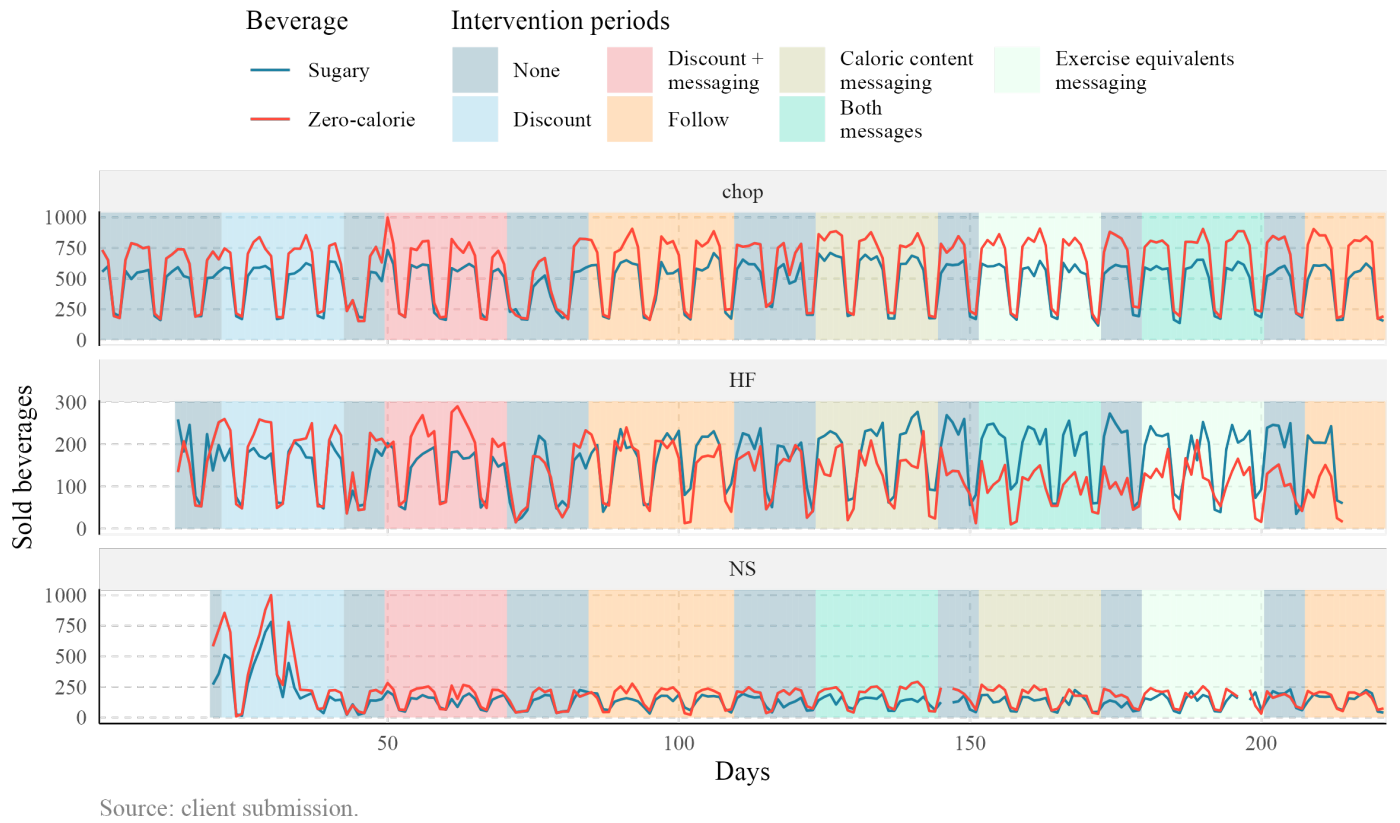 Beverage
Sugary
Zero-calorie
Intervention periods
None
Discount
Discount +
messaging
Follow
Caloric content
messaging
Both
messages
Exercise equivalents
messaging
Sold beverages
chop
1000
750
500
250
0
HF
300
200
100
0
NS
1000
750
500
250
0
50
100
150
200
Days
Source: client submission.